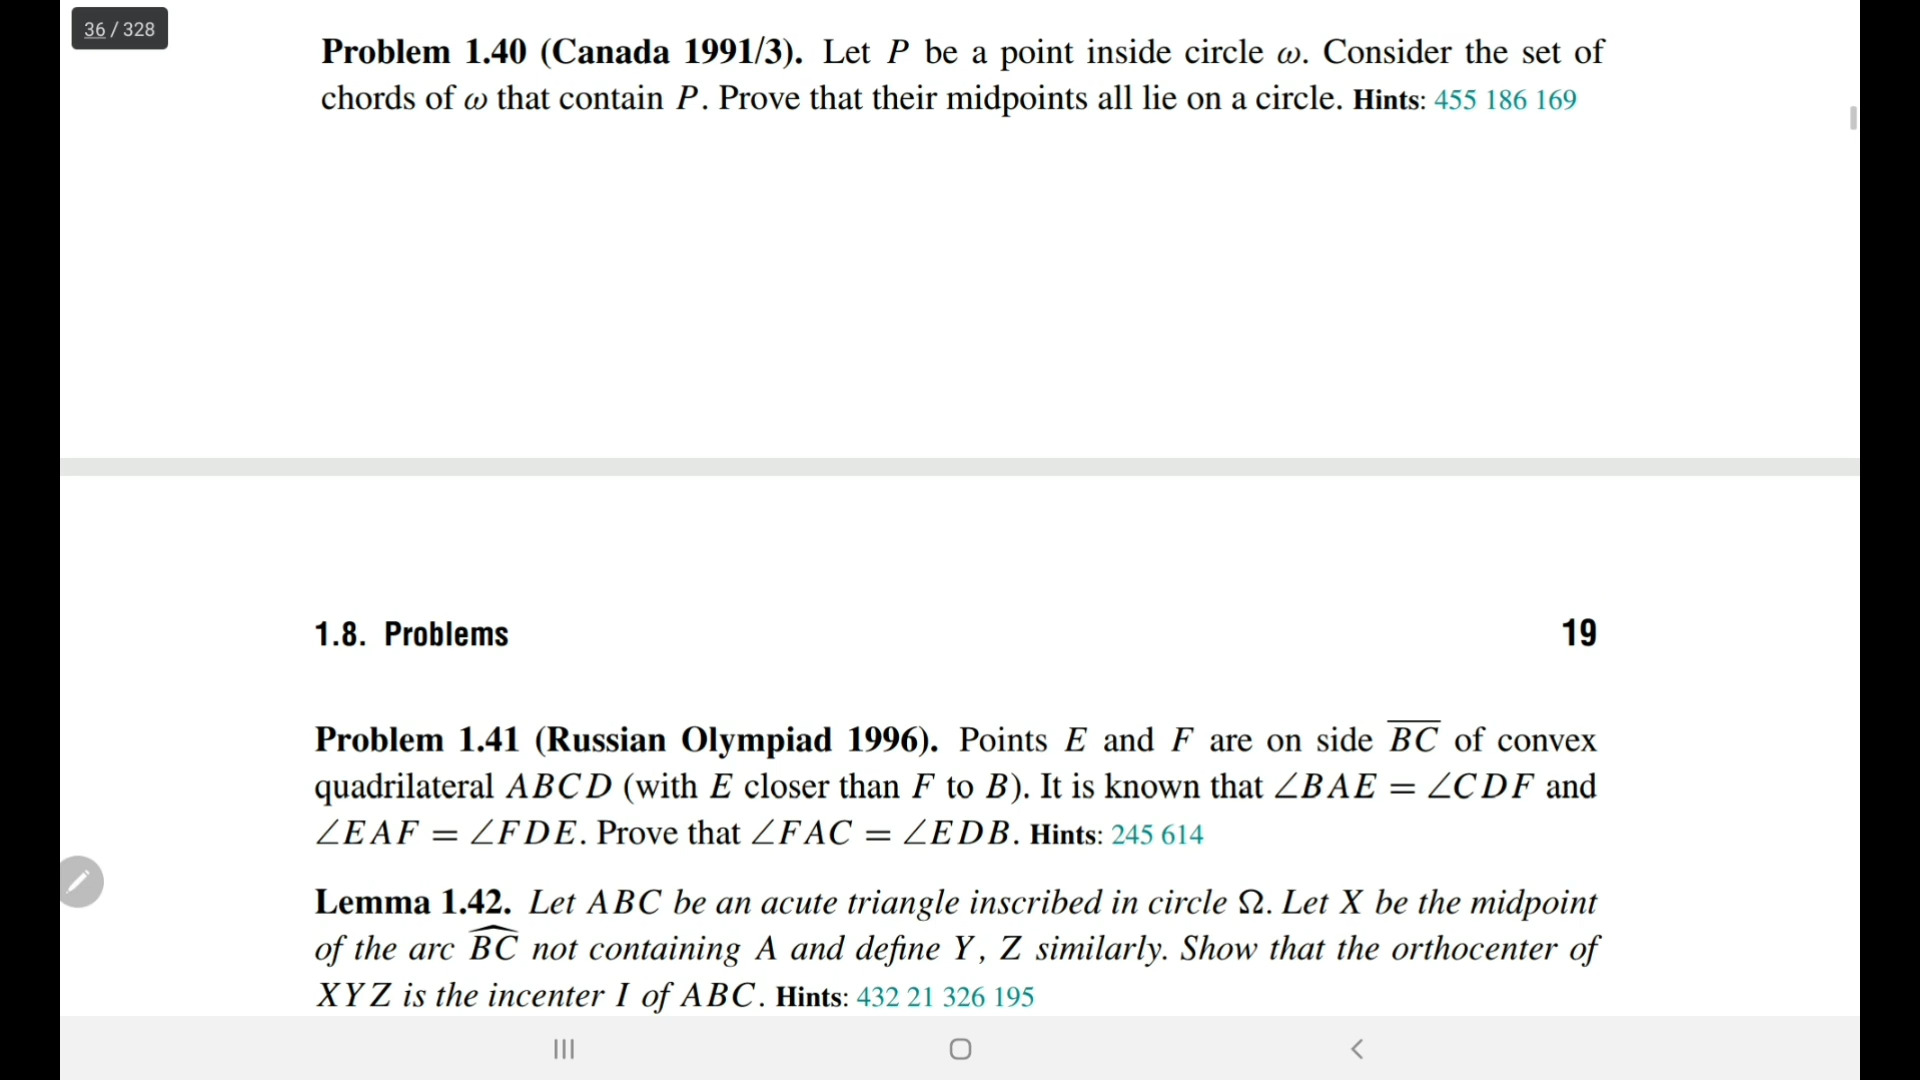 36 / 328
Problem 1.40 (Canada 1991/3). Let P be a point inside circle ω. Consider the set of
chords of ω that contain P. Prove that their midpoints all lie on a circle. Hints: 455 186 169
1.8. Problems 19
Problem 1.41 (Russian Olympiad 1996). Points E and F are on side \overline{BC} of convex
quadrilateral ABCD (with E closer than F to B). It is known that ∠BAE = ∠CDF and
∠EAF = ∠FDE. Prove that ∠FAC = ∠EDB. Hints: 245 614
Lemma 1.42. Let ABC be an acute triangle inscribed in circle Ω. Let X be the midpoint
of the arc \widehat{BC} not containing A and define Y, Z similarly. Show that the orthocenter of
XYZ is the incenter I of ABC. Hints: 432 21 326 195